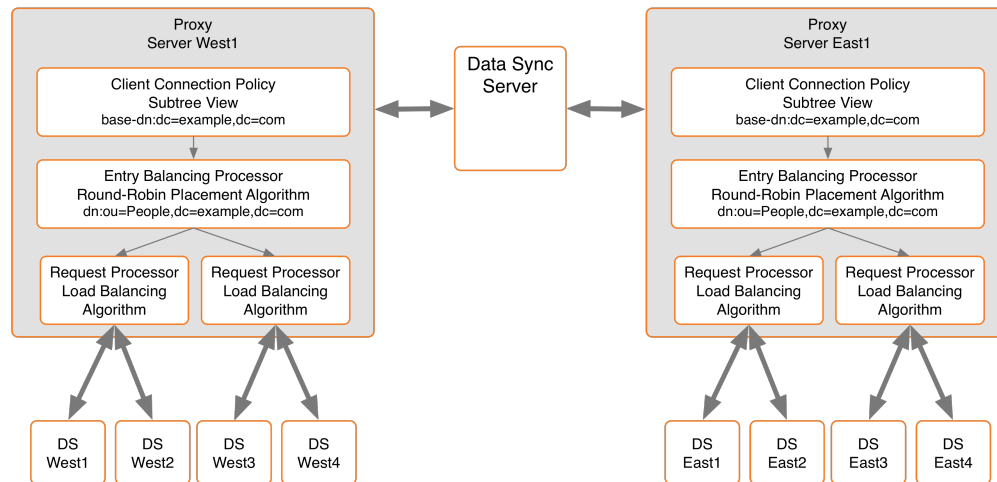 Proxy
Server West1
Client Connection Policy
Subtree View
base-dn:dc=example,dc=com
Entry Balancing Processor
Round-Robin Placement Algorithm
dn:ou=People,dc=example,dc=com
Request Processor
Load Balancing
Algorithm
Request Processor
Load Balancing
Algorithm
DS
West1
DS
West2
DS
West3
DS
West4
Data Sync
Server
Proxy
Server East1
Client Connection Policy
Subtree View
base-dn:dc=example,dc=com
Entry Balancing Processor
Round-Robin Placement Algorithm
dn:ou=People,dc=example,dc=com
Request Processor
Load Balancing
Algorithm
Request Processor
Load Balancing
Algorithm
DS
East1
DS
East2
DS
East3
DS
East4